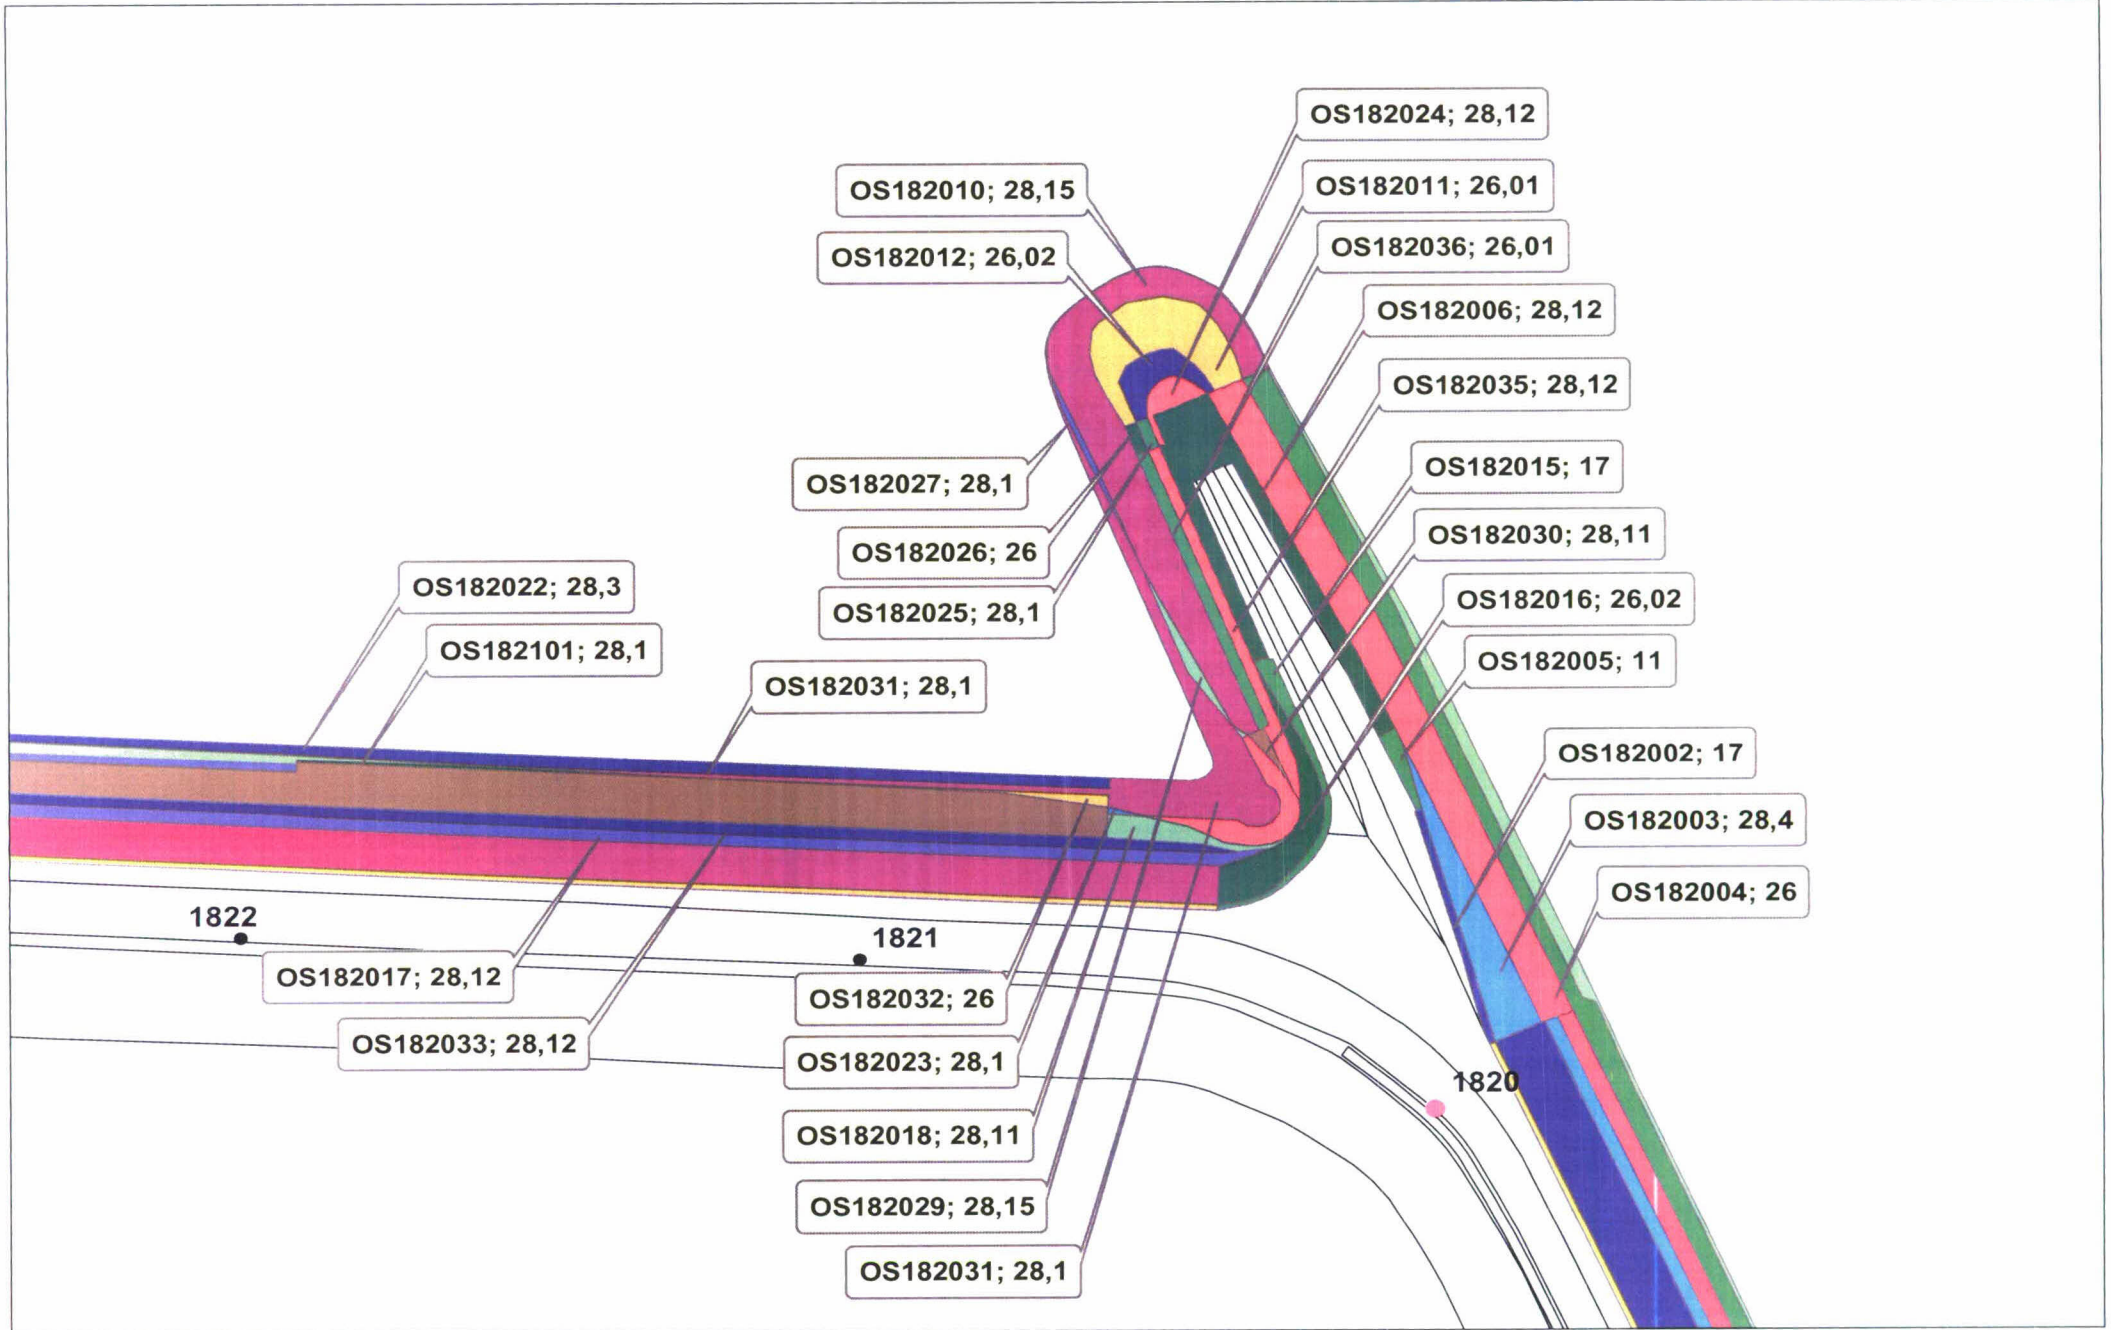 OS182024; 28,12
OS182010; 28,15
OS182011; 26,01
OS182012; 26,02
OS182036; 26,01
OS182006; 28,12
OS182035; 28,12
OS182027; 28,1
OS182015; 17
OS182026; 26
OS182030; 28,11
OS182022; 28,3
OS182025; 28,1
OS182016; 26,02
OS182101; 28,1
OS182005; 11
OS182031; 28,1
OS182002; 17
OS182003; 28,4
OS182004; 26
1822
1821
OS182017; 28,12
OS182032; 26
OS182033; 28,12
OS182023; 28,1
1820
OS182018; 28,11
OS182029; 28,15
OS182031; 28,1